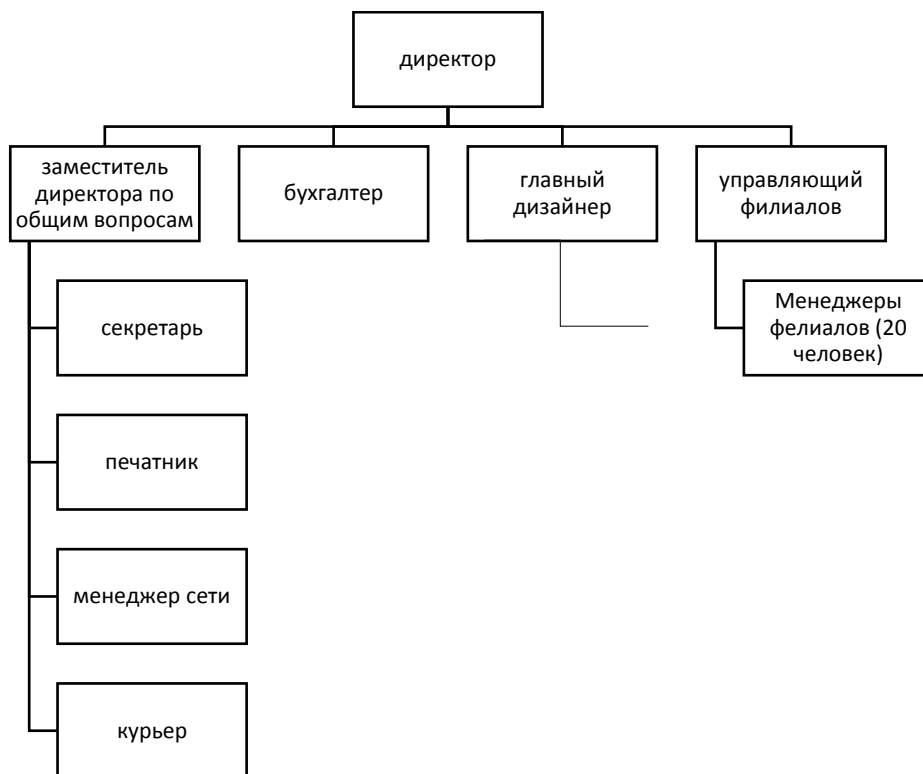 директор
заместитель
директора по
общим вопросам
бухгалтер
главный
дизайнер
управляющий
филиалов
секретарь
Менеджеры
фелиалов (20
человек)
печатник
менеджер сети
курьер